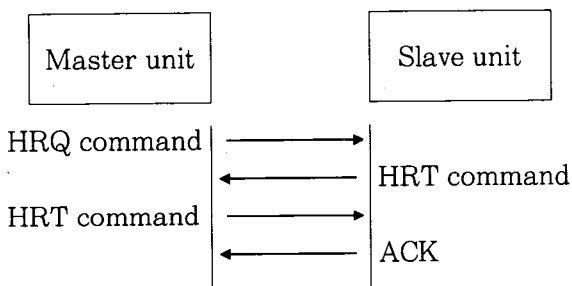 Master unit
Slave unit
HRQ command
HRT command
HRT command
ACK